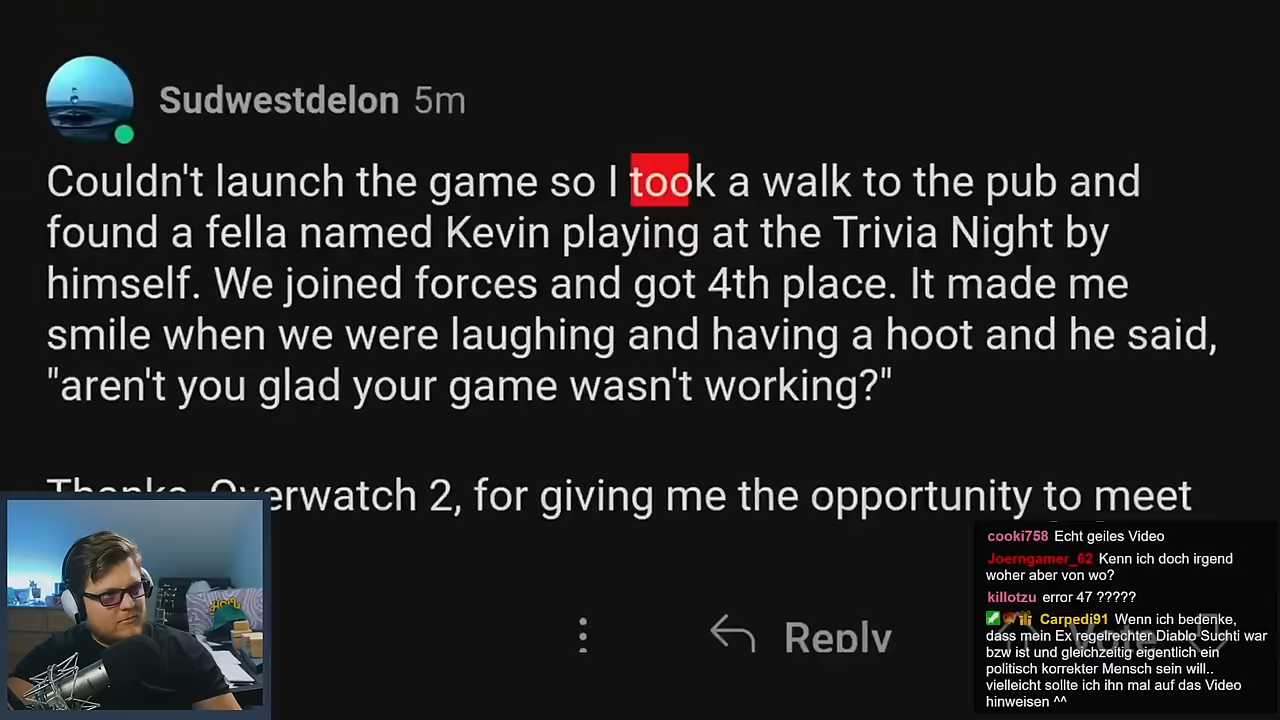 Sudwestdelon 5m
Couldn't launch the game so I took a walk to the pub and
found a fella named Kevin playing at the Trivia Night by
himself. We joined forces and got 4th place. It made me
smile when we were laughing and having a hoot and he said,
"aren't you glad your game wasn't working?"
Thanks, Overwatch 2, for giving me the opportunity to meet
Reply
Vote
cooki758 Echt geiles Video
Joerngamer_62 Kenn ich doch irgend
woher aber von wo?
killotzu error 47 ?????
Carpedi91 Wenn ich bedenke,
dass mein Ex regelrechter Diablo Suchti war
bzw ist und gleichzeitig eigentlich ein
politisch korrekter Mensch sein will..
vielleicht sollte ich ihn mal auf das Video
hinweisen ^^